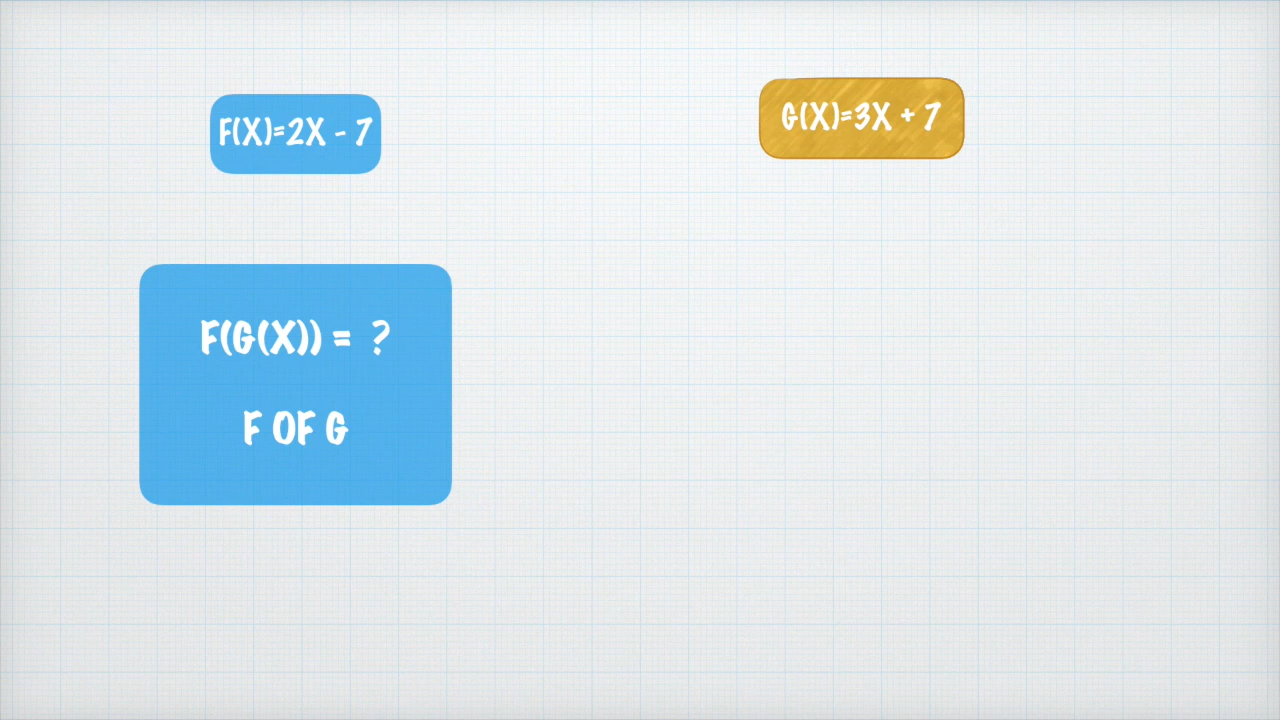 F(X)=2X - 7
G(X)=3X + 7
F(G(X)) = ?
F OF G